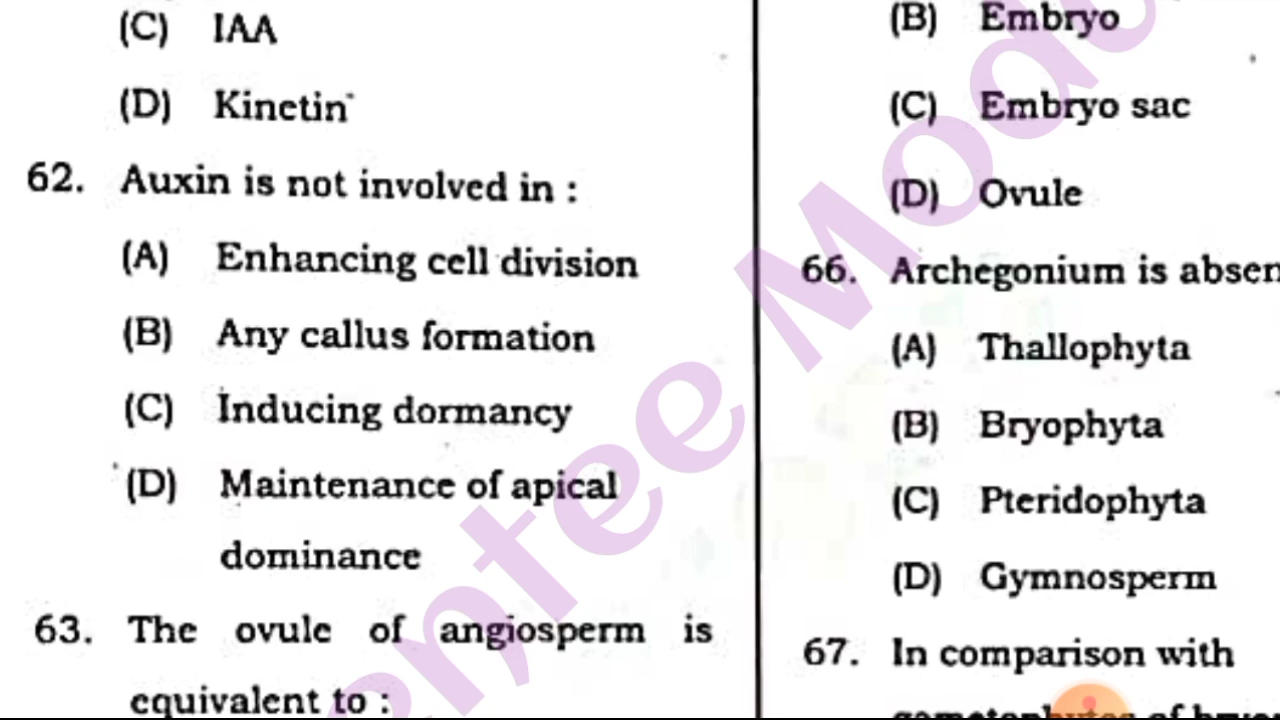 (C) IAA
(D) Kinetin
62. Auxin is not involved in :
(A) Enhancing cell division
(B) Any callus formation
(C) Inducing dormancy
(D) Maintenance of apical
dominance
63. The ovule of angiosperm is
equivalent to :
(B) Embryo
(C) Embryo sac
(D) Ovule
66. Archegonium is absen
(A) Thallophyta
(B) Bryophyta
(C) Pteridophyta
(D) Gymnosperm
67. In comparison with